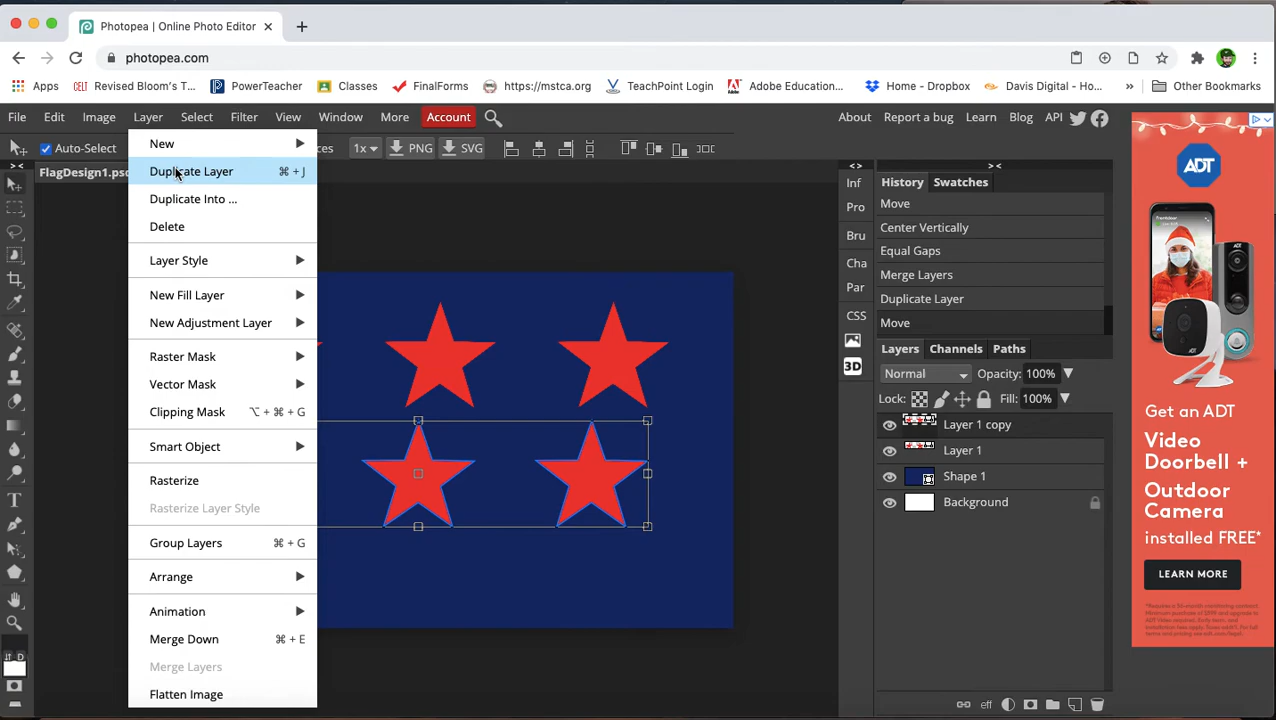 Photopea | Online Photo Editor
photopea.com
Apps Revised Bloom's T... PowerTeacher Classes FinalForms https://mstca.org TeachPoint Login Adobe Education... Dropbox - Home Davis Digital - Ho... » Other Bookmarks
File Edit Image Layer Select Filter View Window More Account About Report a bug Learn Blog API
Auto-Select ces 1x PNG SVG
FlagDesign1.psd
New
Duplicate Layer ⌘ + J
Duplicate Into ...
Delete
Layer Style
New Fill Layer
New Adjustment Layer
Raster Mask
Vector Mask
Clipping Mask ⌥ + ⌘ + G
Smart Object
Rasterize
Rasterize Layer Style
Group Layers ⌘ + G
Arrange
Animation
Merge Down ⌘ + E
Merge Layers
Flatten Image
<> ><
Inf
Pro
Bru
Cha
Par
CSS
3D
History Swatches
Move
Center Vertically
Equal Gaps
Merge Layers
Duplicate Layer
Move
Layers Channels Paths
Normal Opacity: 100%
Lock: Fill: 100%
Layer 1 copy
Layer 1
Shape 1
Background
eff
D
ADT
Get an ADT
Video
Doorbell +
Outdoor
Camera
installed FREE*
LEARN MORE